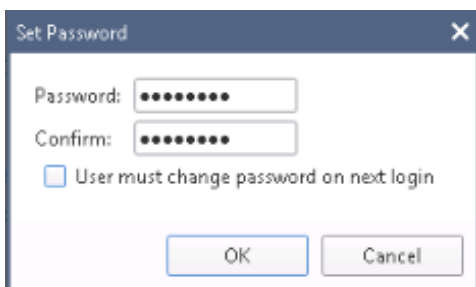 Set Password
Password: ••••••••
Confirm: ••••••••
User must change password on next login
OK Cancel